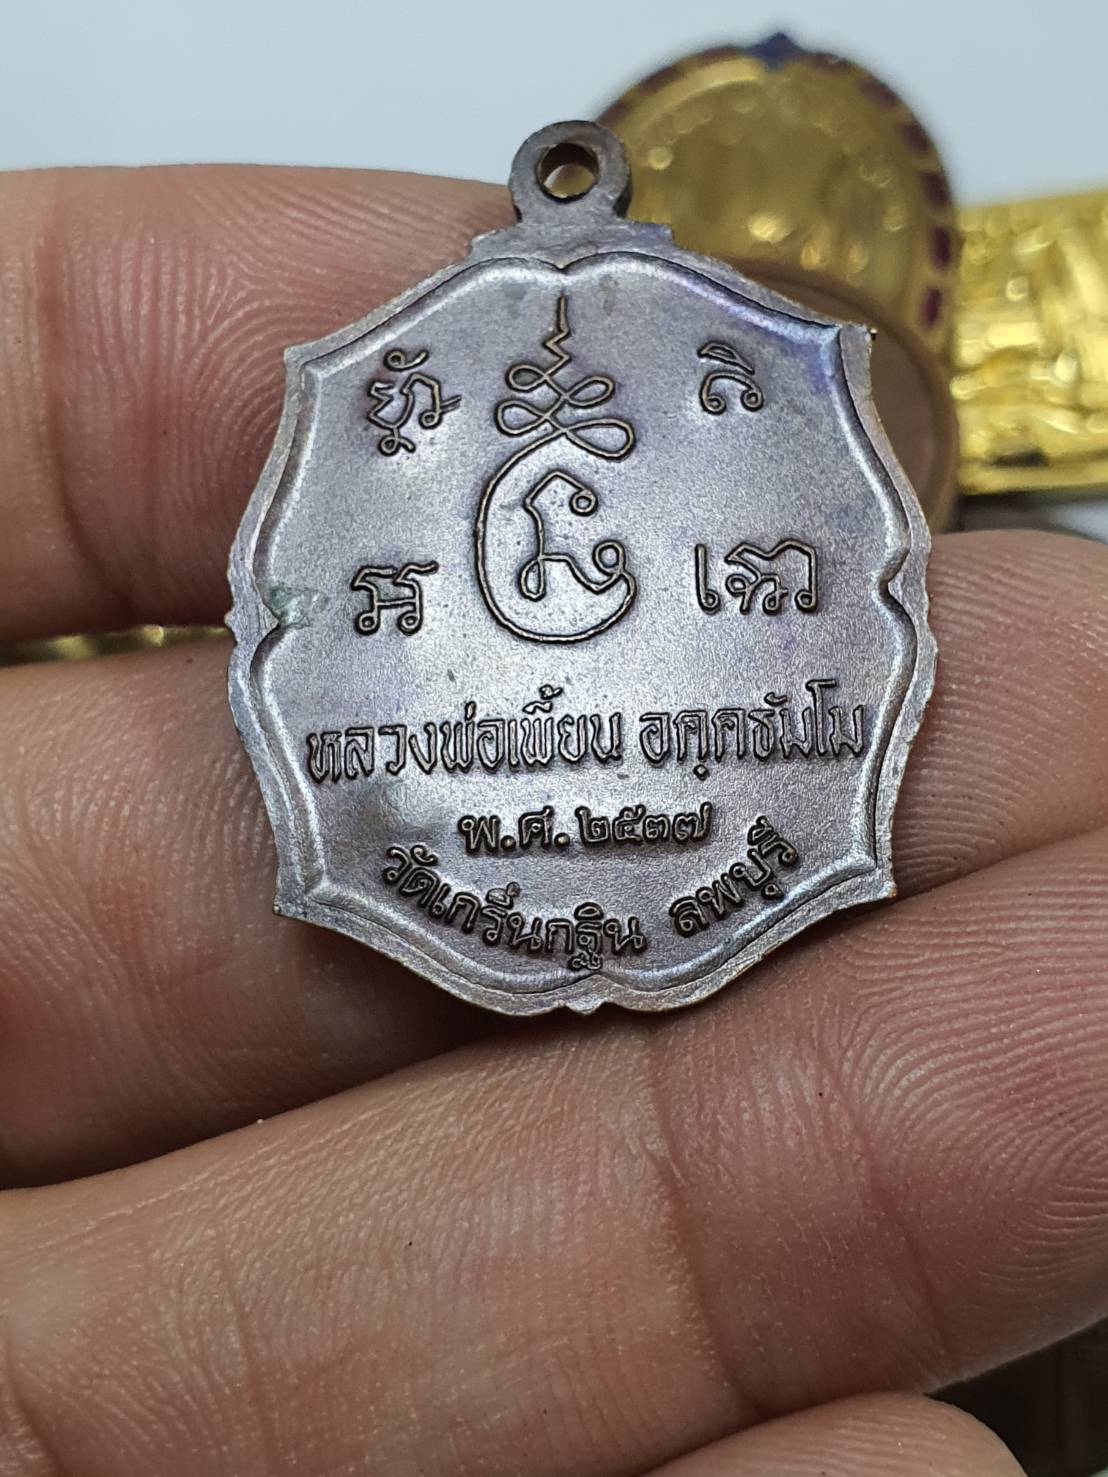 หลวงพ่อเพี้ยน อคฺคธัมโม
พ.ศ. ๒๕๓๗
วัดเกริ่นกฐิน ลพบุรี